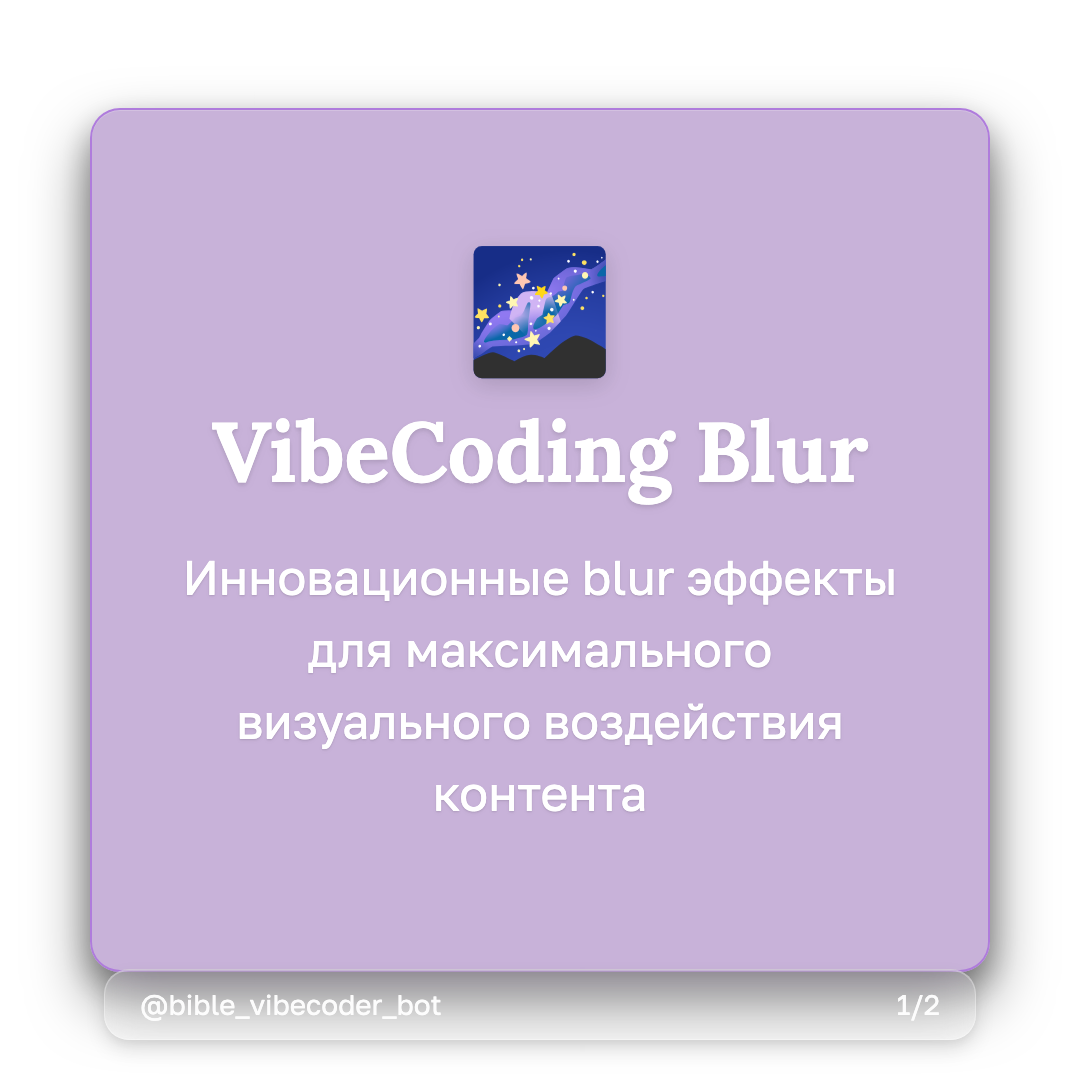 VibeCoding Blur
Инновационные blur эффекты
для максимального
визуального воздействия
контента
@bible_vibecoder_bot
1/2